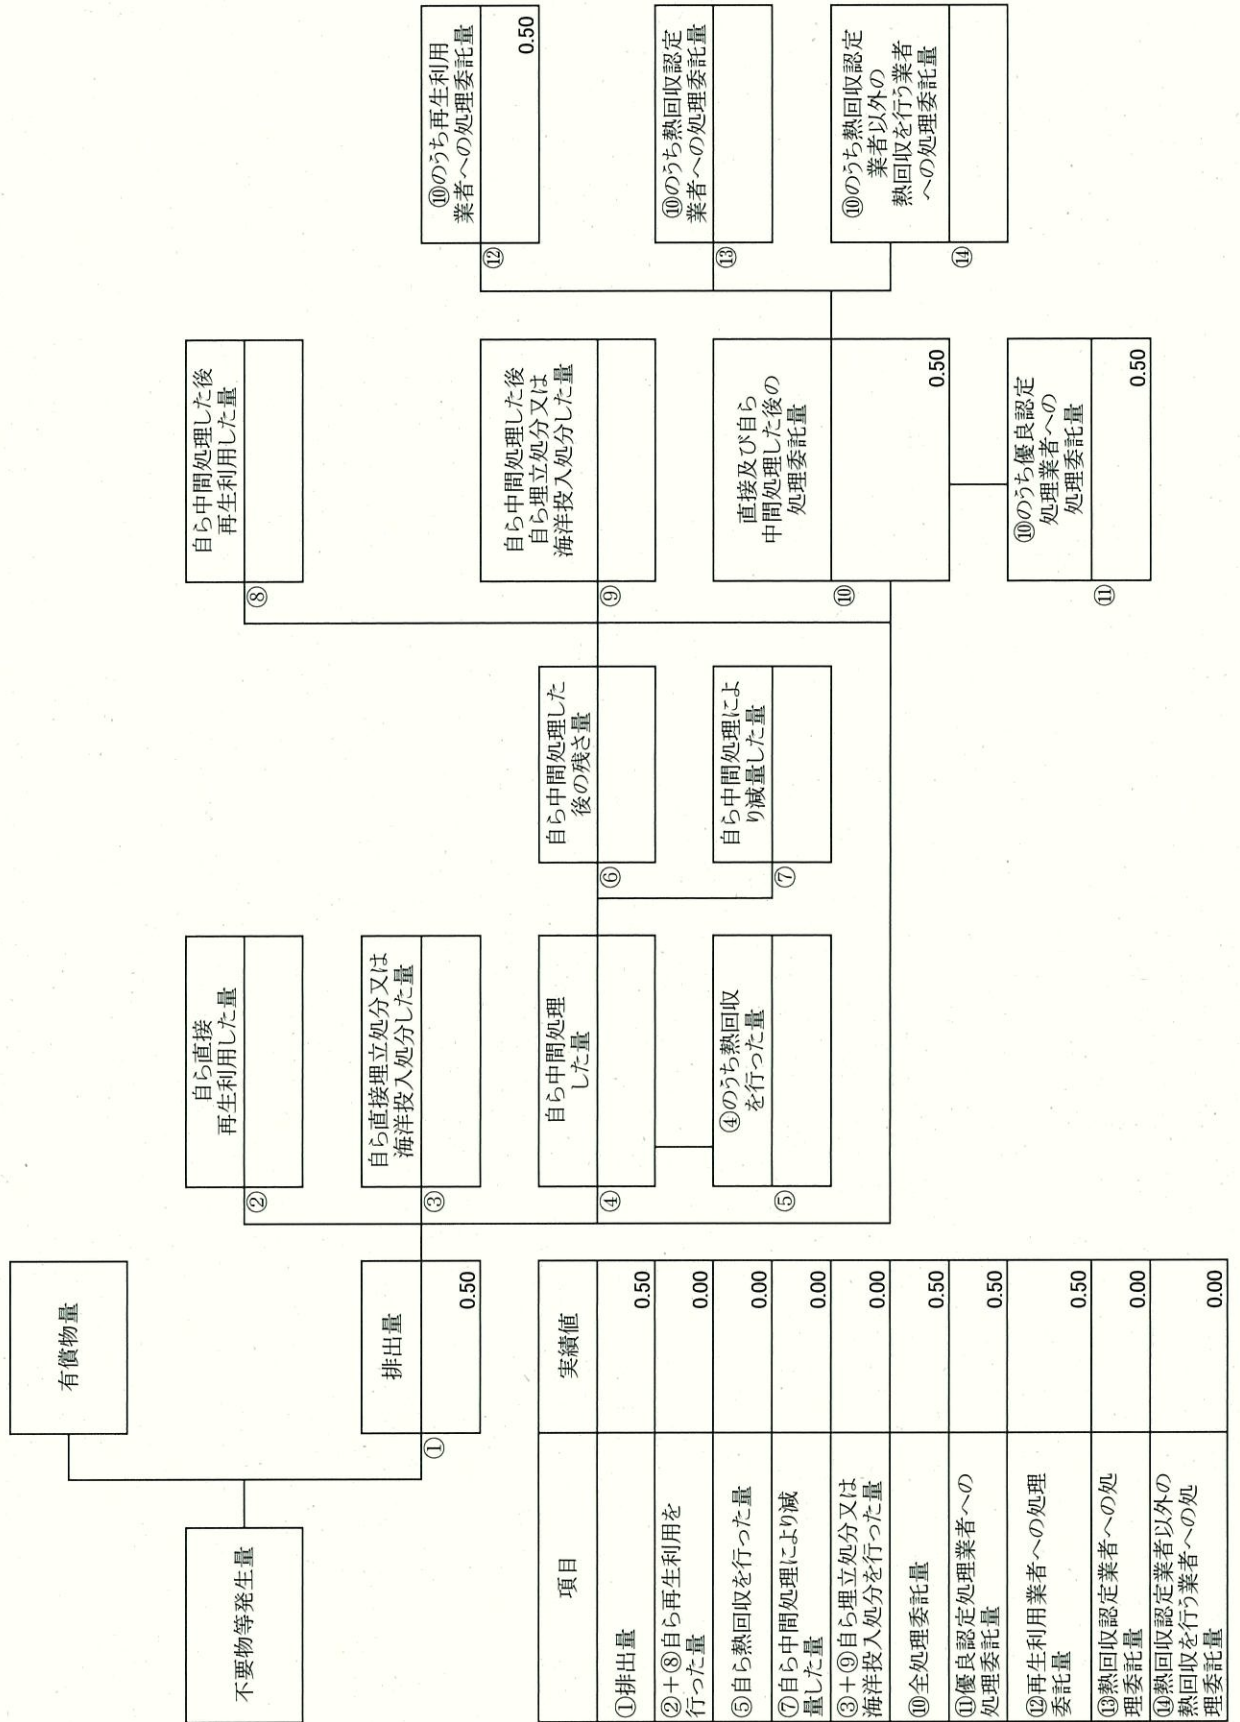 不要物等発生量
有償物量
①
排出量
0.50
②
自ら直接
再生利用した量
③
自ら直接埋立処分又は
海洋投入処分した量
④
自ら中間処理
した量
⑤
④のうち熱回収
を行った量
⑥
自ら中間処理した
後の残さ量
⑦
自ら中間処理によ
り減量した量
⑧
自ら中間処理した後
再生利用した量
⑨
自ら中間処理した後
自ら埋立処分又は
海洋投入処分した量
⑩
直接及び自ら
中間処理した後の
処理委託量
0.50
⑪
⑩のうち優良認定
処理業者への
処理委託量
0.50
⑫
⑩のうち再生利用
業者への処理委託量
0.50
⑬
⑩のうち熱回収認定
業者への処理委託量
⑭
⑩のうち熱回収認定
業者以外の
熱回収を行う業者
への処理委託量
項目 実績値
①排出量 0.50
②+⑧自ら再生利用を
行った量 0.00
⑤自ら熱回収を行った量 0.00
⑦自ら中間処理により減
量した量 0.00
③+⑨自ら埋立処分又は
海洋投入処分を行った量 0.00
⑩全処理委託量 0.50
⑪優良認定処理業者への
処理委託量 0.50
⑫再生利用業者への処理
委託量 0.50
⑬熱回収認定業者への処
理委託量 0.00
⑭熱回収認定業者以外の
熱回収を行う業者への処
理委託量 0.00